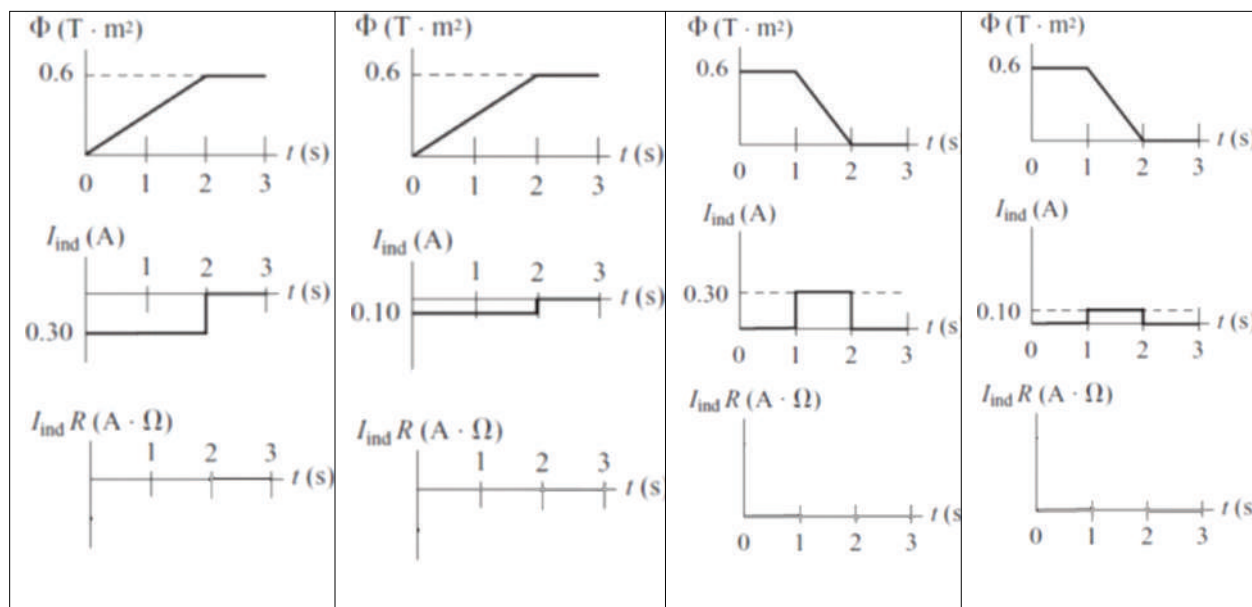 Φ (T · m²)
0.6
t (s)
0 1 2 3
I_ind (A)
1 2 3
t (s)
0.30
I_ind R (A · Ω)
1 2 3
t (s)
Φ (T · m²)
0.6
t (s)
0 1 2 3
I_ind (A)
1 2 3
t (s)
0.10
I_ind R (A · Ω)
1 2 3
t (s)
Φ (T · m²)
0.6
t (s
0 1 2 3
I_ind (A)
0.30
t (s
0 1 2 3
I_ind R (A · Ω)
t (s
0 1 2 3
Φ (T · m²)
0.6
t (s)
0 1 2 3
I_ind (A)
0.10
t (s)
0 1 2 3
I_ind R (A · Ω)
t (s)
0 1 2 3